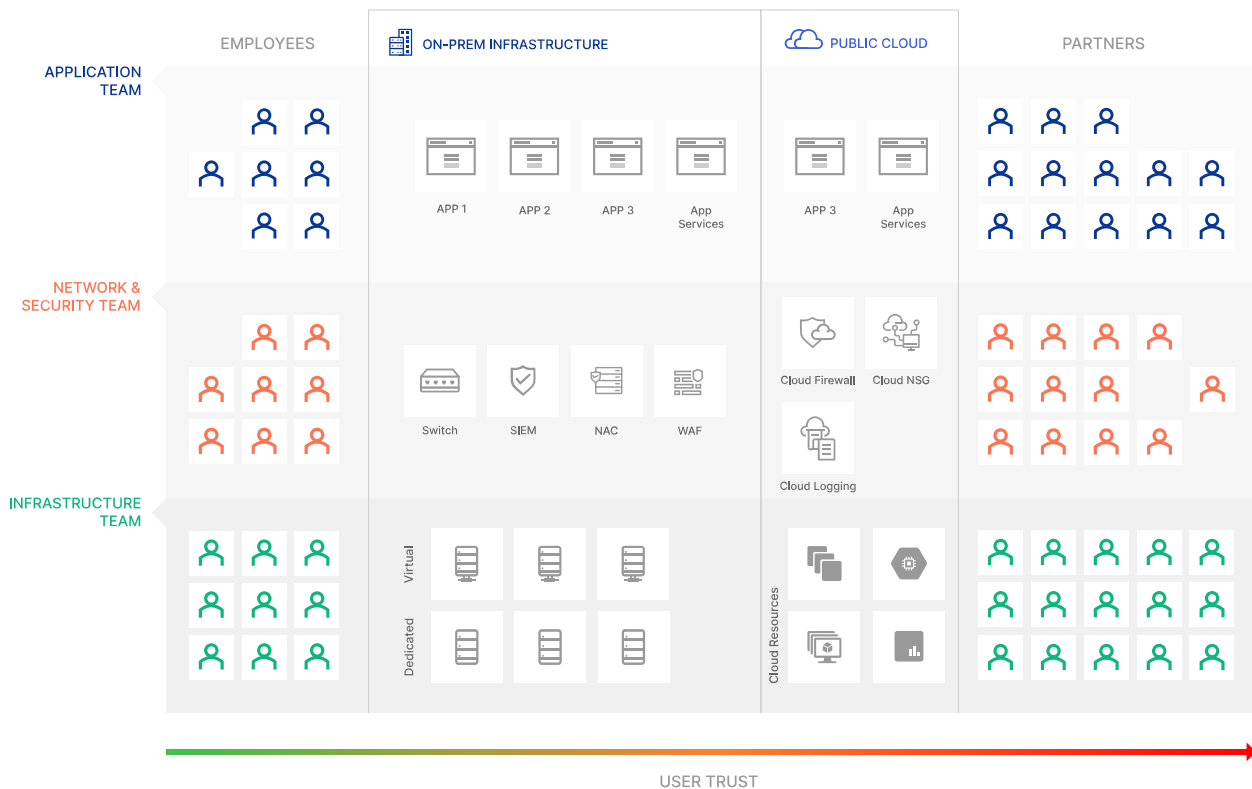 EMPLOYEES
ON-PREM INFRASTRUCTURE
PUBLIC CLOUD
PARTNERS
APPLICATION
TEAM
APP 1
APP 2
APP 3
App
Services
APP 3
App
Services
NETWORK &
SECURITY TEAM
Switch
SIEM
NAC
WAF
Cloud Firewall
Cloud NSG
Cloud Logging
INFRASTRUCTURE
TEAM
Virtual
Dedicated
Cloud Resources
USER TRUST